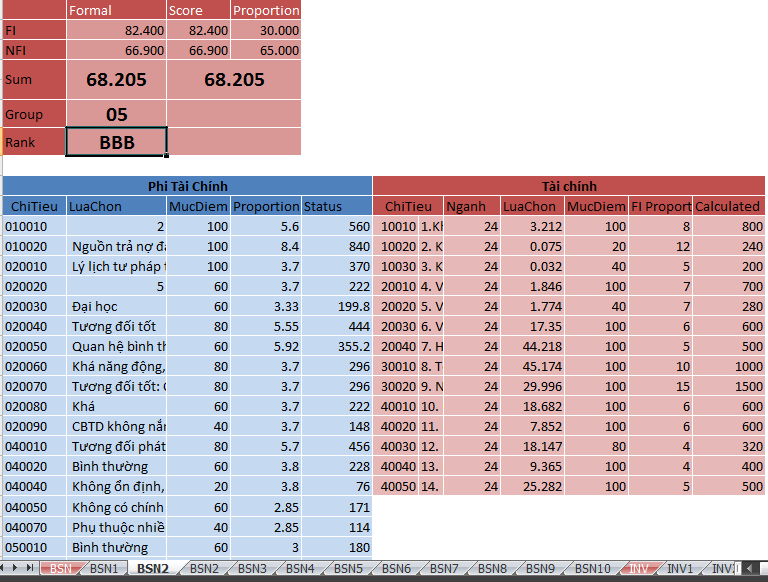 Formal Score Proportion
FI 82.400 82.400 30.000
NFI 66.900 66.900 65.000
Sum 68.205 68.205
Group 05
Rank BBB
Phi Tài Chính Tài chính
ChiTieu LuaChon MucDiem Proportion Status ChiTieu Nganh LuaChon MucDiem FI Proport Calculated
010010 2 100 5.6 560 10010 1.Kh 24 3.212 100 8 800
010020 Nguồn trả nợ đá 100 8.4 840 10020 2. K 24 0.075 20 12 240
020010 Lý lịch tư pháp t 100 3.7 370 10030 3. K 24 0.032 40 5 200
020020 5 60 3.7 222 20010 4. V 24 1.846 100 7 700
020030 Đại học 60 3.33 199.8 20020 5. V 24 1.774 40 7 280
020040 Tương đối tốt 80 5.55 444 20030 6. V 24 17.35 100 6 600
020050 Quan hệ bình th 60 5.92 355.2 20040 7. H 24 44.218 100 5 500
020060 Khá năng động, 80 3.7 296 30010 8. T 24 45.174 100 10 1000
020070 Tương đối tốt: C 80 3.7 296 30020 9. N 24 29.996 100 15 1500
020080 Khá 60 3.7 222 40010 10. 24 18.682 100 6 600
020090 CBTD không nắn 40 3.7 148 40020 11. 24 7.852 100 6 600
040010 Tương đối phát 80 5.7 456 40030 12. 24 18.147 80 4 320
040020 Bình thường 60 3.8 228 40040 13. 24 9.365 100 4 400
040040 Không ổn định, 20 3.8 76 40050 14. 24 25.282 100 5 500
040050 Không có chính 60 2.85 171
040070 Phụ thuộc nhiề 40 2.85 114
050010 Bình thường 60 3 180
BSN BSN1 BSN2 BSN2 BSN3 BSN4 BSN5 BSN6 BSN7 BSN8 BSN9 BSN10 INV INV1 INV2